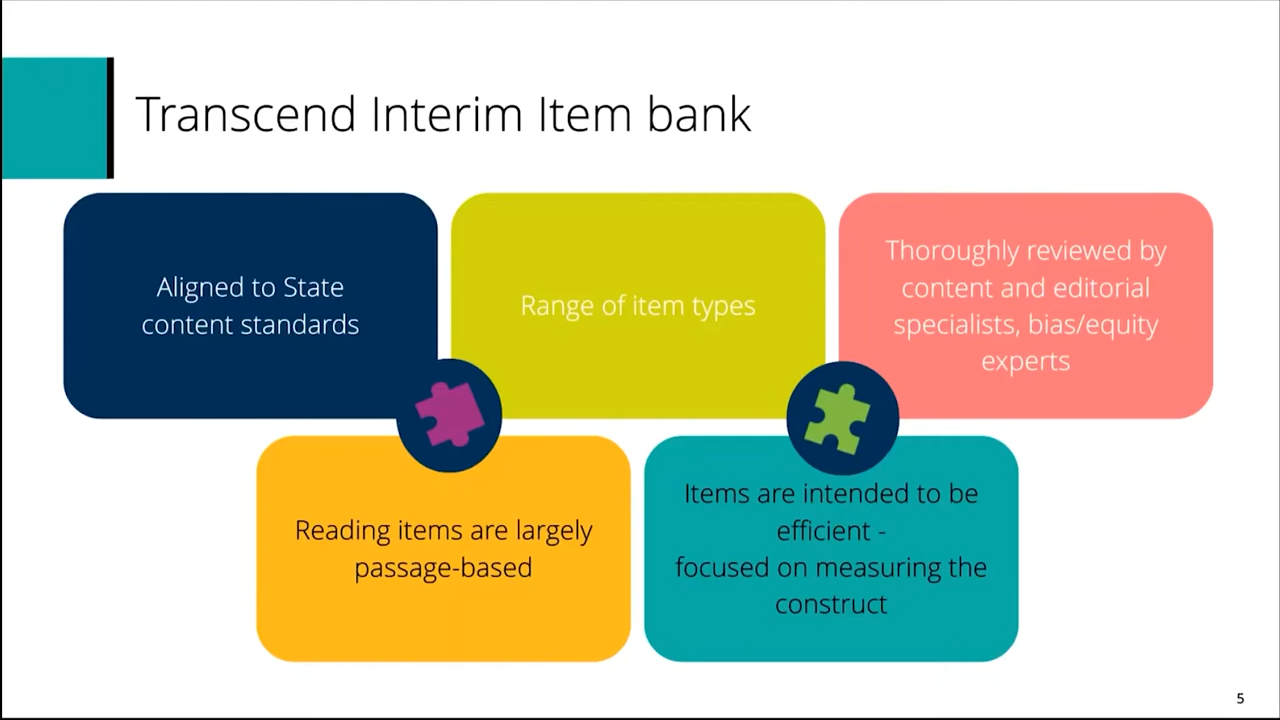 Transcend Interim Item bank
Aligned to State
content standards
Range of item types
Thoroughly reviewed by
content and editorial
specialists, bias/equity
experts
Reading items are largely
passage-based
Items are intended to be
efficient -
focused on measuring the
construct
5